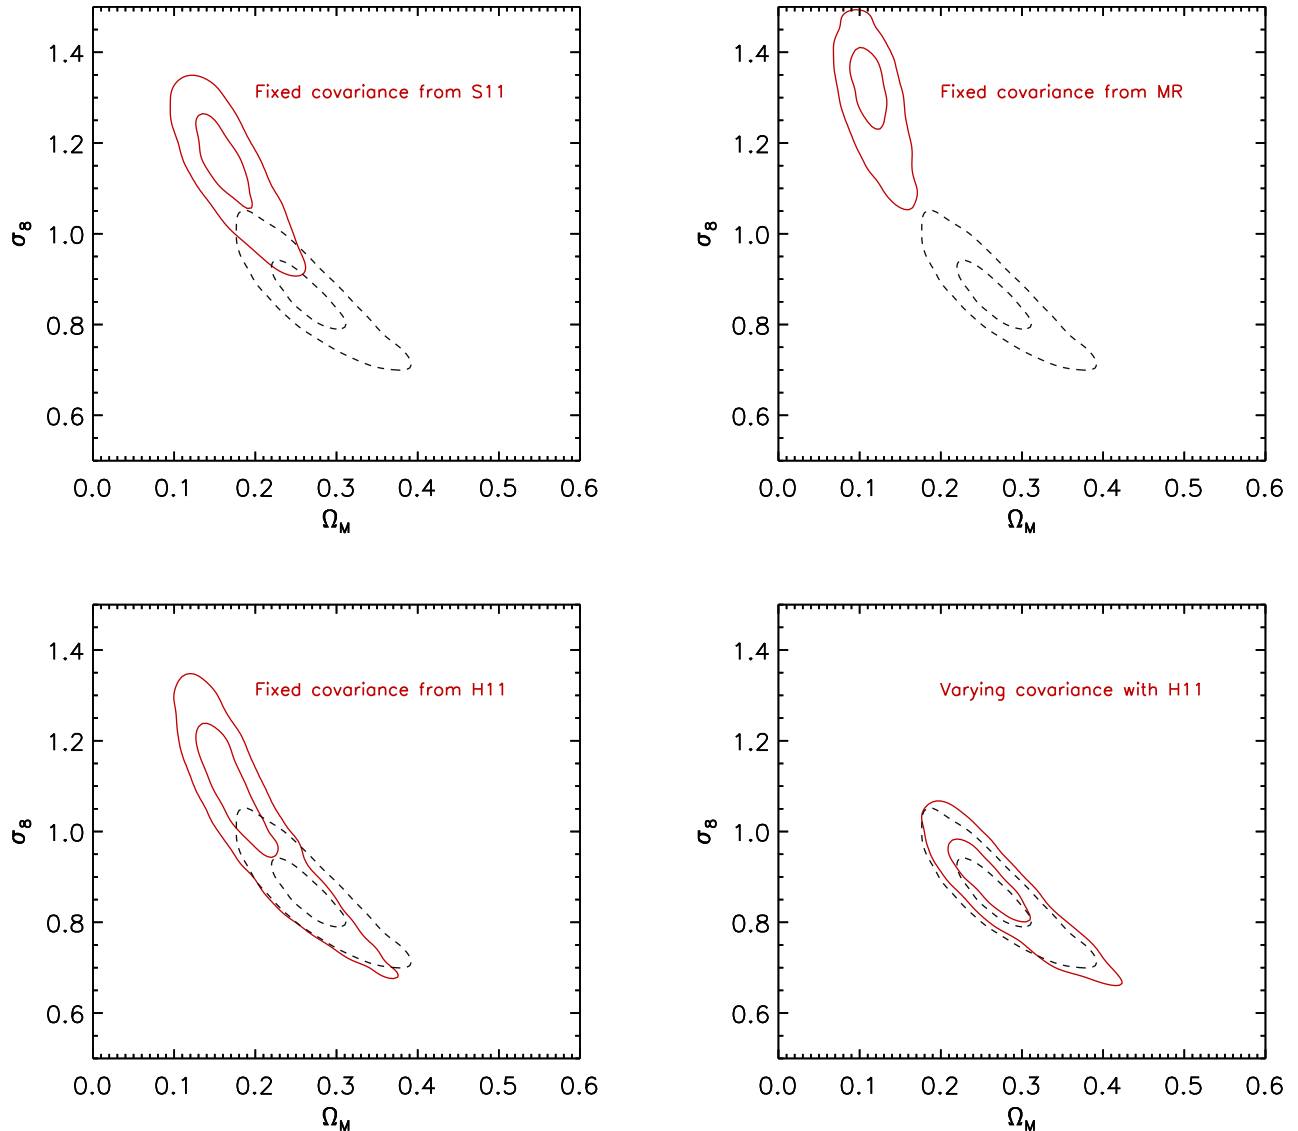 1.4
1.2
1.0
0.8
0.6
σ8
Fixed covariance from S11
0.0 0.1 0.2 0.3 0.4 0.5 0.6
ΩM
1.4
1.2
1.0
0.8
0.6
σ8
Fixed covariance from MR
0.0 0.1 0.2 0.3 0.4 0.5 0.6
ΩM
1.4
1.2
1.0
0.8
0.6
σ8
Fixed covariance from H11
0.0 0.1 0.2 0.3 0.4 0.5 0.6
ΩM
1.4
1.2
1.0
0.8
0.6
σ8
Varying covariance with H11
0.0 0.1 0.2 0.3 0.4 0.5 0.6
ΩM